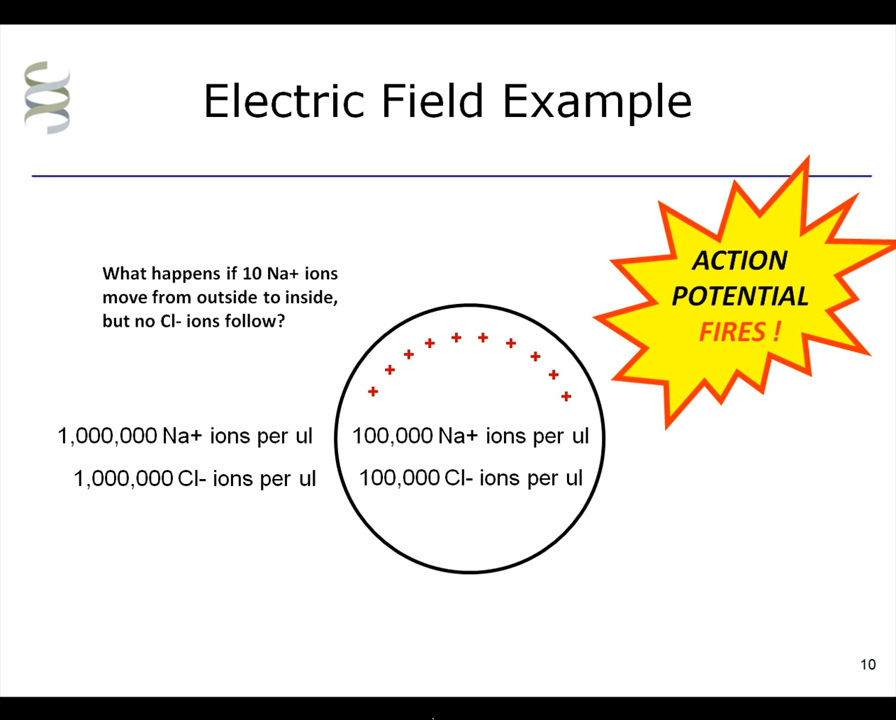 Electric Field Example
What happens if 10 Na+ ions
move from outside to inside,
but no Cl- ions follow?
ACTION
POTENTIAL
FIRES !
+ + + + + + + + + +
1,000,000 Na+ ions per ul
100,000 Na+ ions per ul
1,000,000 Cl- ions per ul
100,000 Cl- ions per ul
10